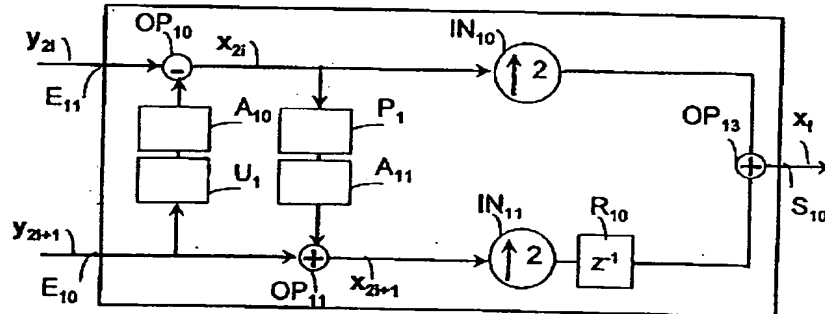 OP₁₀
IN₁₀
y₂ᵢ
x₂ᵢ
-
↑ 2
E₁₁
A₁₀
P₁
OP₁₃
xf
+
U₁
A₁₁
S₁₀
IN₁₁
R₁₀
y₂ᵢ₊₁
+
↑ 2
z⁻¹
E₁₀
OP₁₁
x₂ᵢ₊₁